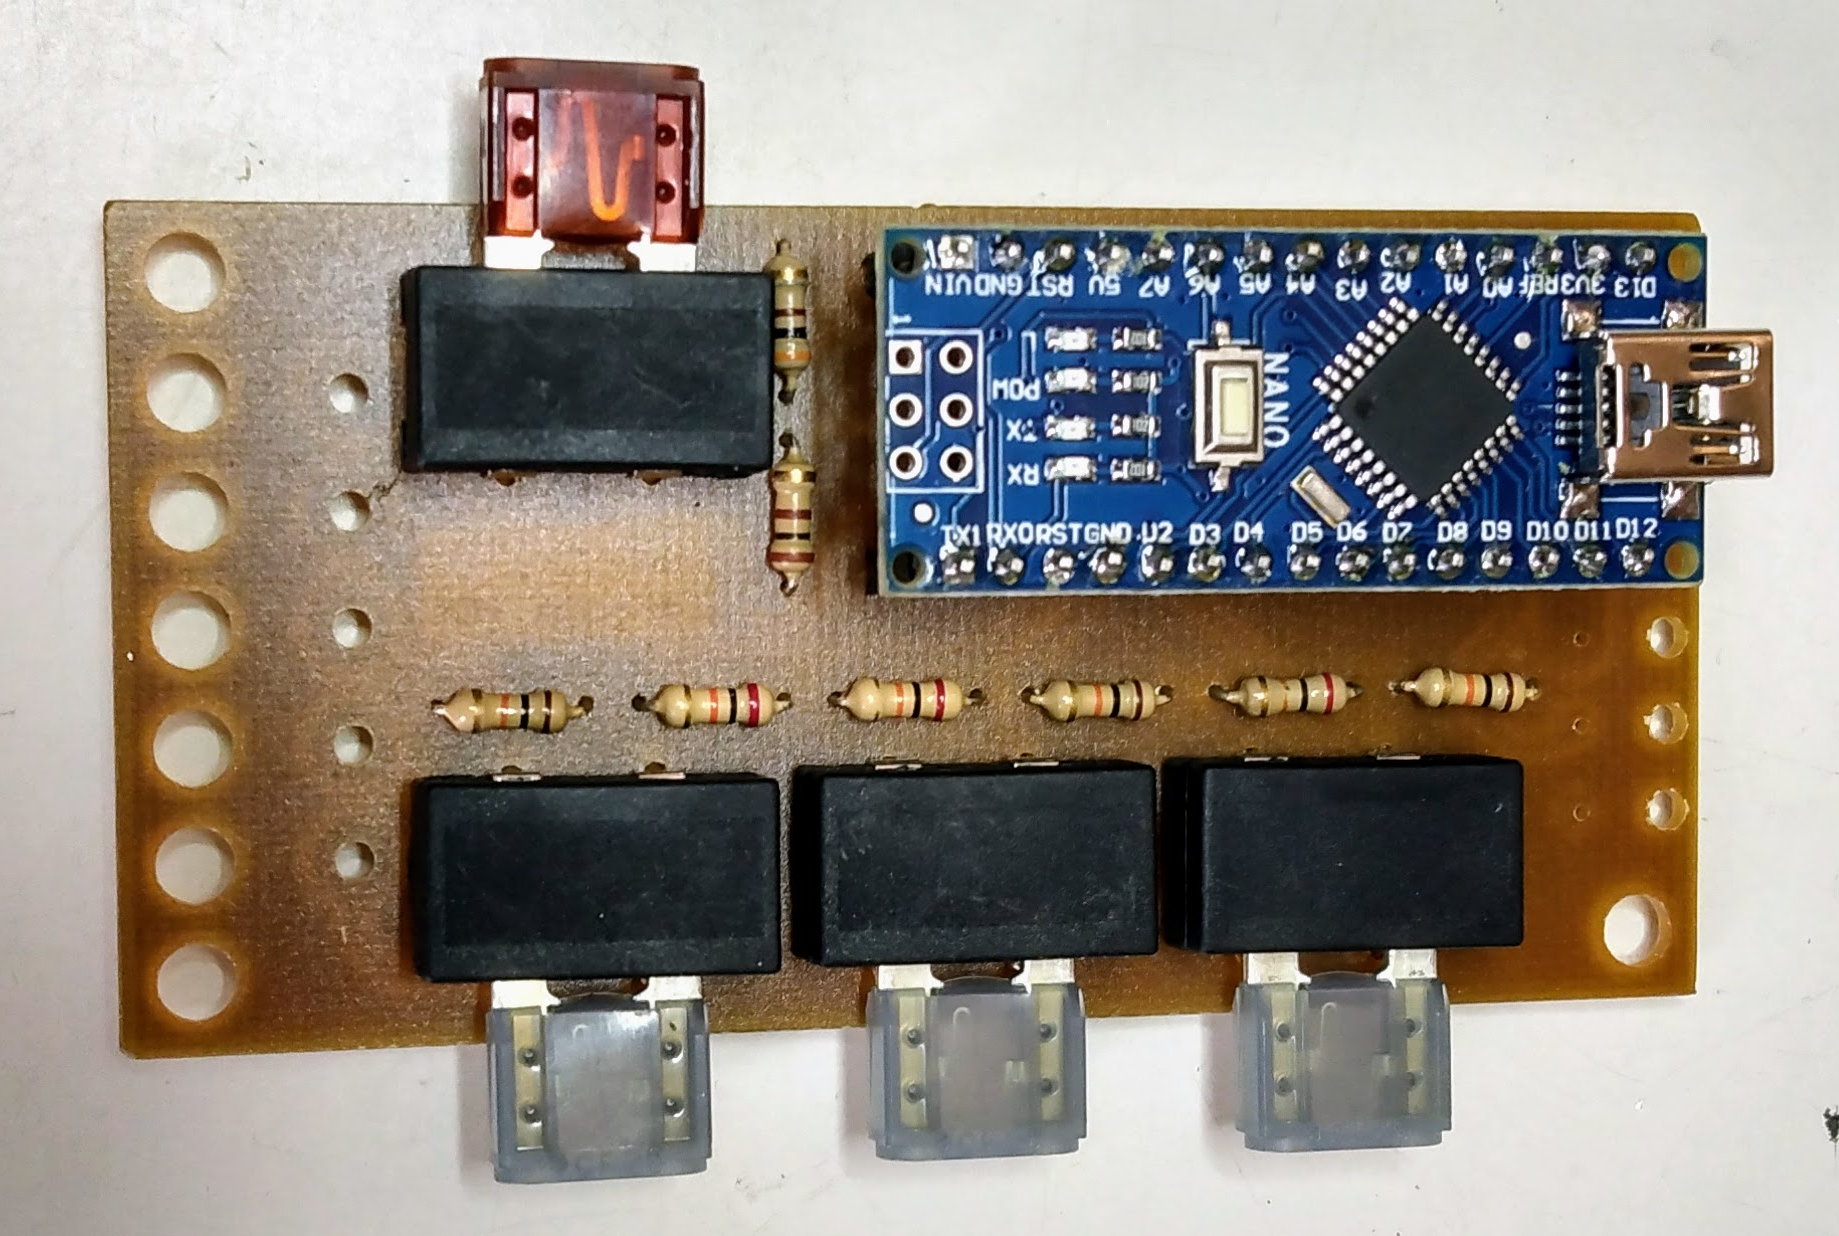 VIN GND RST 5V A7 A6 A5 A4 A3 A2 A1 A0 REF 3V3 D13
1
L
POW
TX
RX
NANO
TX1 RX0 RST GND D2 D3 D4 D5 D6 D7 D8 D9 D10 D11 D12